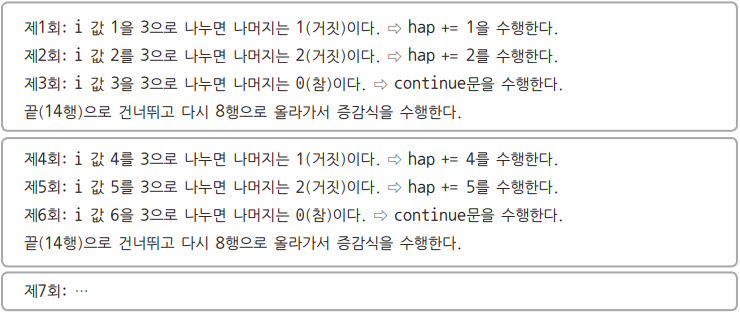 제1회: i 값 1을 3으로 나누면 나머지는 1(거짓)이다. ⇨ hap += 1을 수행한다.
제2회: i 값 2를 3으로 나누면 나머지는 2(거짓)이다. ⇨ hap += 2를 수행한다.
제3회: i 값 3을 3으로 나누면 나머지는 0(참)이다. ⇨ continue문을 수행한다.
끝(14행)으로 건너뛰고 다시 8행으로 올라가서 증감식을 수행한다.
제4회: i 값 4를 3으로 나누면 나머지는 1(거짓)이다. ⇨ hap += 4를 수행한다.
제5회: i 값 5를 3으로 나누면 나머지는 2(거짓)이다. ⇨ hap += 5를 수행한다.
제6회: i 값 6을 3으로 나누면 나머지는 0(참)이다. ⇨ continue문을 수행한다.
끝(14행)으로 건너뛰고 다시 8행으로 올라가서 증감식을 수행한다.
제7회: …